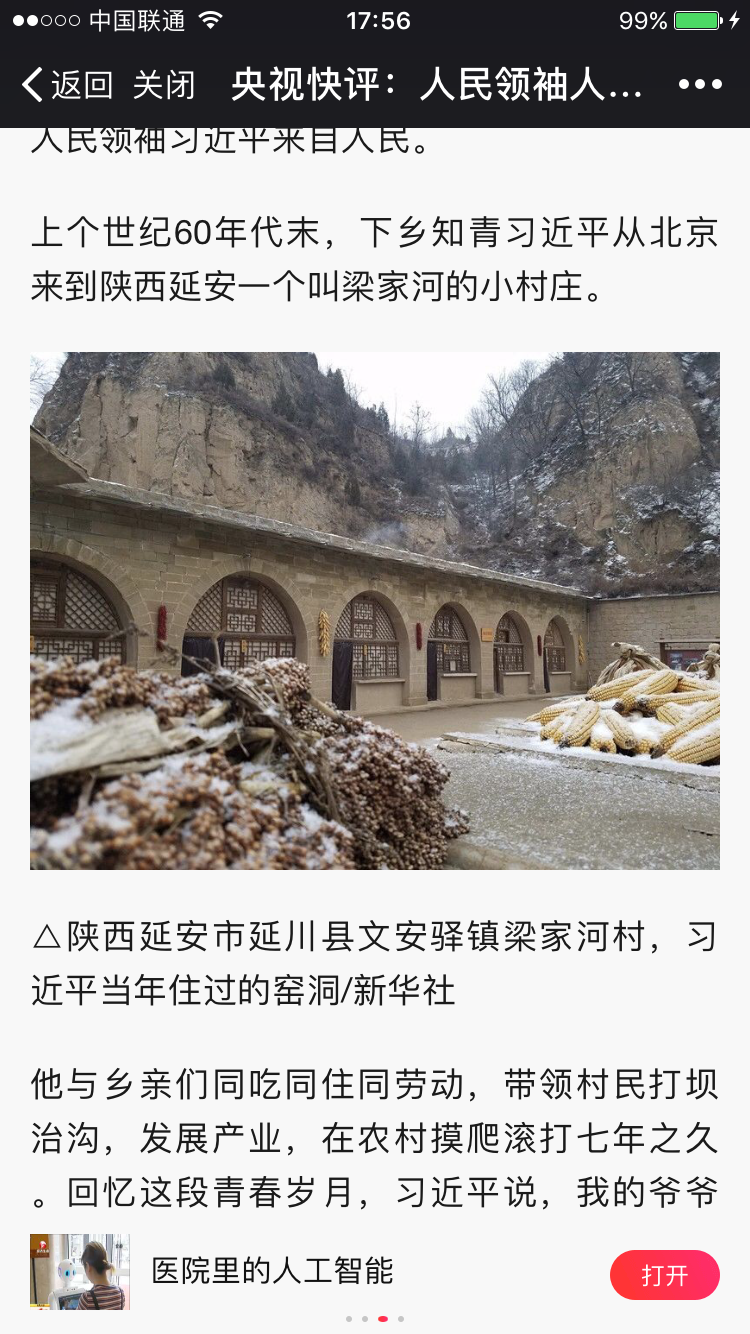 中国联通
17:56
99%
返回 关闭 央视快评：人民领袖人...
人民领袖习近平来自人民。
上个世纪60年代末，下乡知青习近平从北京
来到陕西延安一个叫梁家河的小村庄。
△陕西延安市延川县文安驿镇梁家河村，习
近平当年住过的窑洞/新华社
他与乡亲们同吃同住同劳动，带领村民打坝
治沟，发展产业，在农村摸爬滚打七年之久
。回忆这段青春岁月，习近平说，我的爷爷
医院里的人工智能
打开